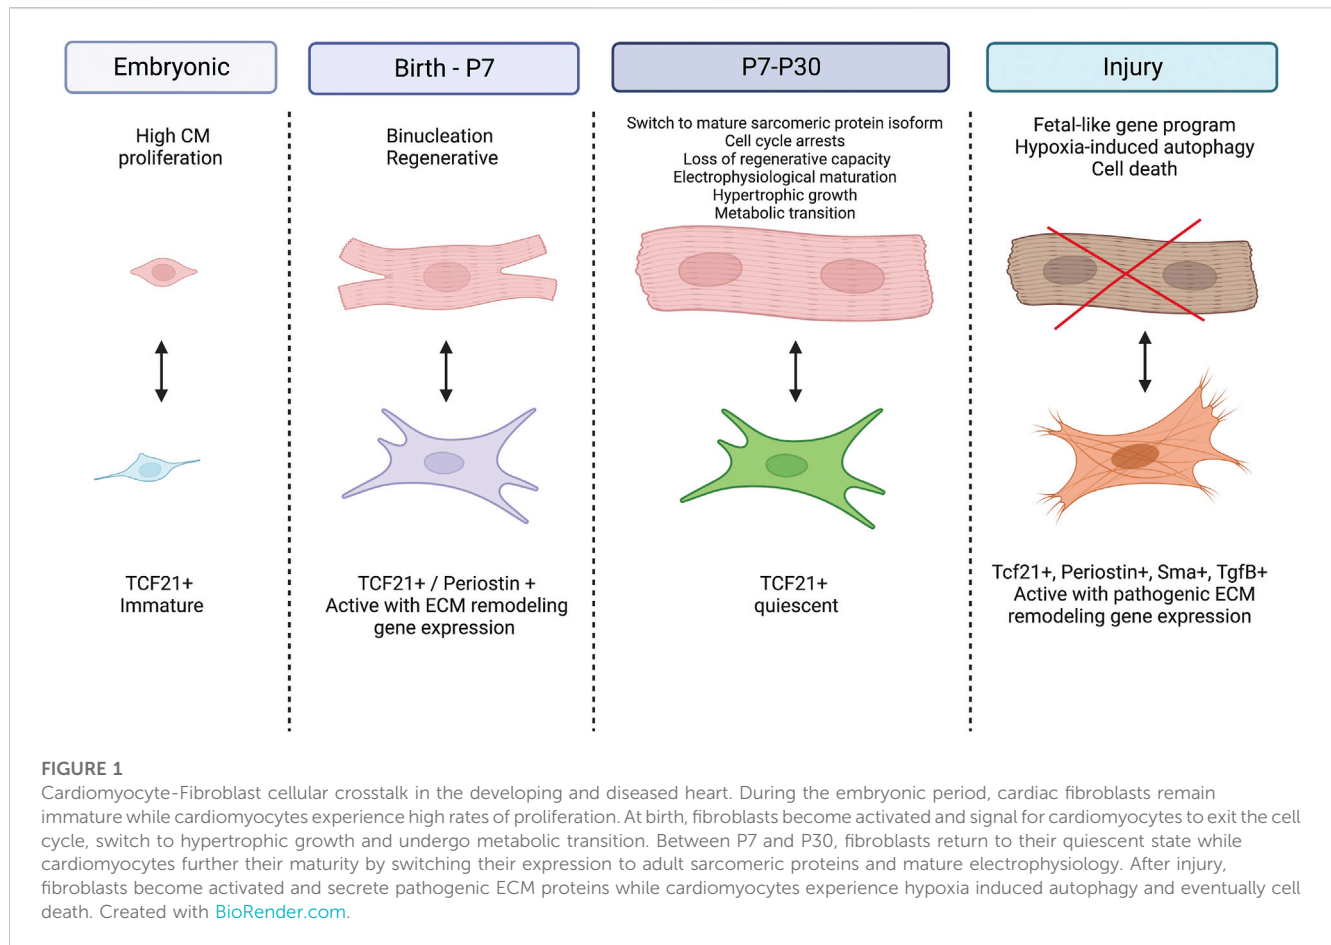 Embryonic
Birth - P7
P7-P30
Injury
High CM
proliferation
Binucleation
Regenerative
Switch to mature sarcomeric protein isoform
Cell cycle arrests
Loss of regenerative capacity
Electrophysiological maturation
Hypertrophic growth
Metabolic transition
Fetal-like gene program
Hypoxia-induced autophagy
Cell death
TCF21+
Immature
TCF21+ / Periostin +
Active with ECM remodeling
gene expression
TCF21+
quiescent
Tcf21+, Periostin+, Sma+, TgfB+
Active with pathogenic ECM
remodeling gene expression
FIGURE 1
Cardiomyocyte-Fibroblast cellular crosstalk in the developing and diseased heart. During the embryonic period, cardiac fibroblasts remain
immature while cardiomyocytes experience high rates of proliferation. At birth, fibroblasts become activated and signal for cardiomyocytes to exit the cell
cycle, switch to hypertrophic growth and undergo metabolic transition. Between P7 and P30, fibroblasts return to their quiescent state while
cardiomyocytes further their maturity by switching their expression to adult sarcomeric proteins and mature electrophysiology. After injury,
fibroblasts become activated and secrete pathogenic ECM proteins while cardiomyocytes experience hypoxia induced autophagy and eventually cell
death. Created with BioRender.com.